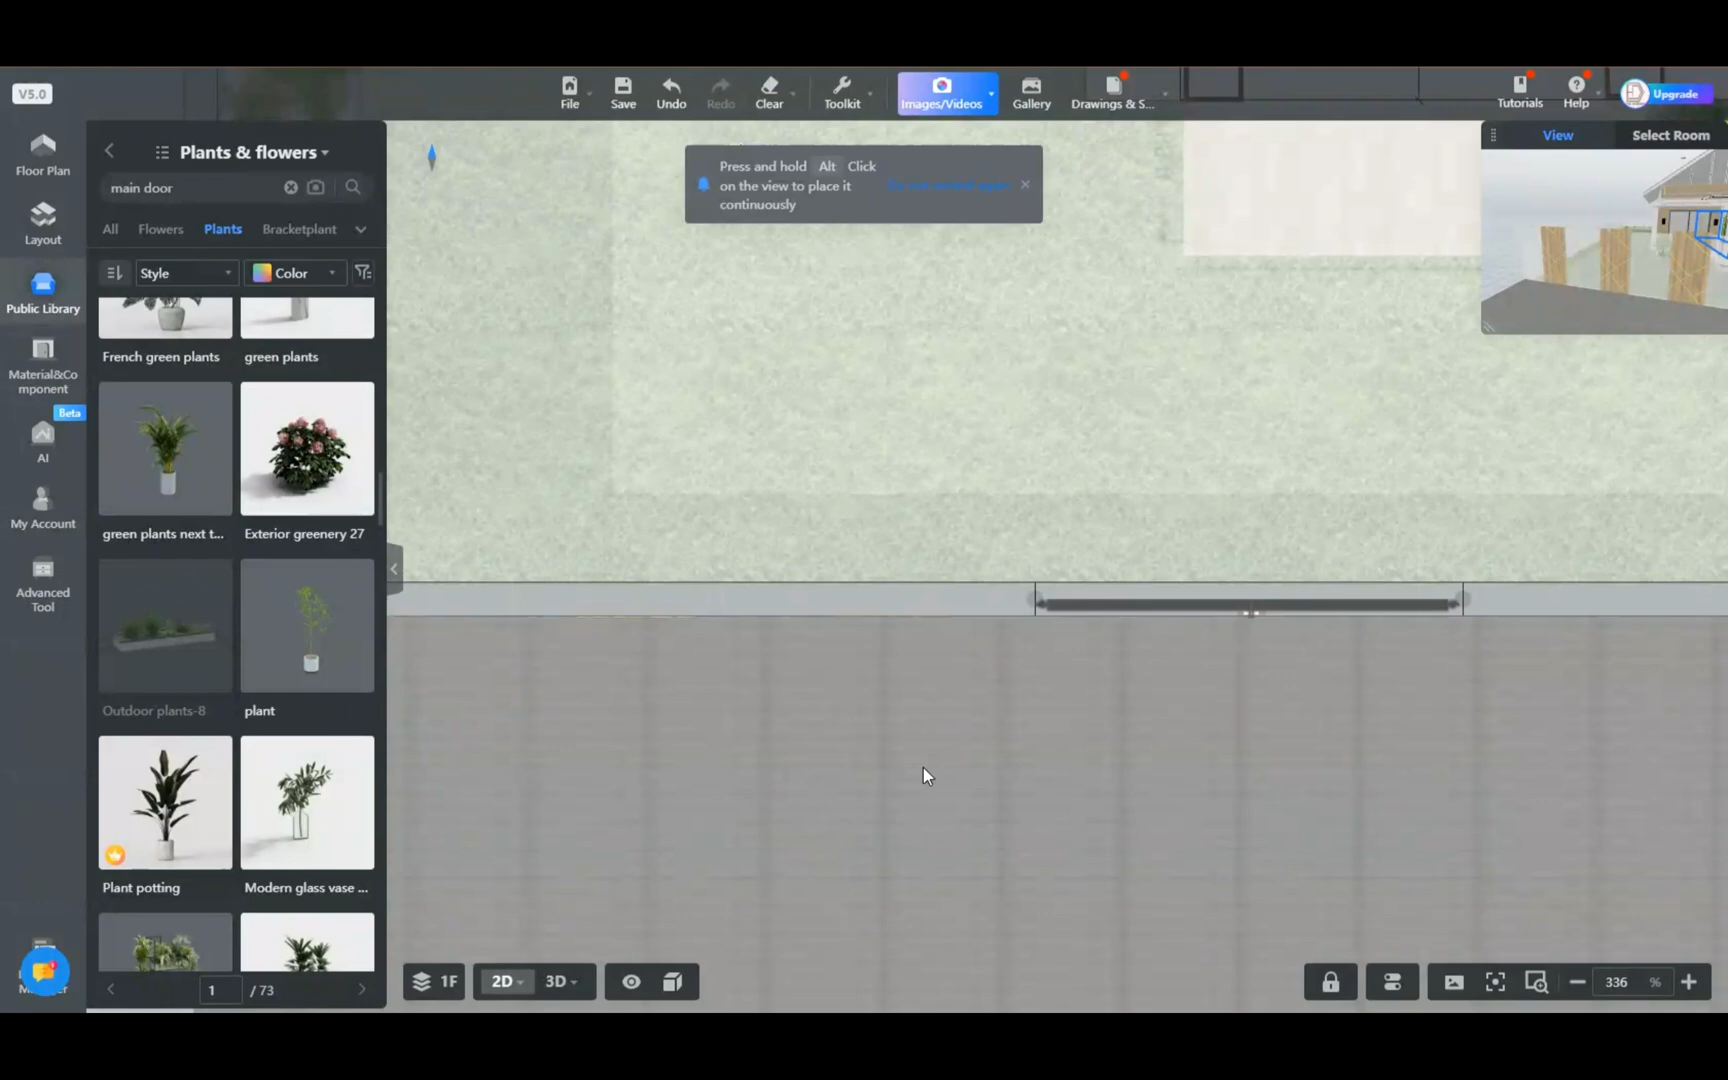 V5.0
File
Save
Undo
Redo
Clear
Toolkit
Images/Videos
Gallery
Drawings & S...
Tutorials
Help
Upgrade
Floor Plan
Layout
Public Library
Material&Co
mponent
Beta
AI
My Account
Advanced
Tool
Plants & flowers
main door
All
Flowers
Plants
Bracketplant
Style
Color
French green plants
green plants
green plants next t...
Exterior greenery 27
Outdoor plants-8
plant
Plant potting
Modern glass vase ...
1 / 73
Press and hold Alt Click
on the view to place it
continuously
View
Select Room
1F
2D
3D
336 %